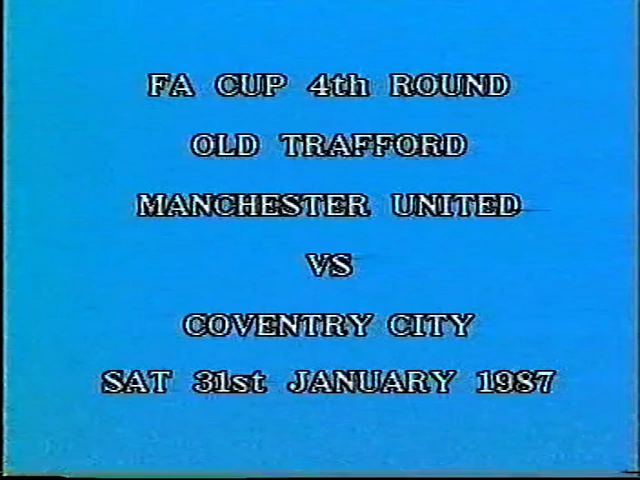 FA CUP 4th ROUND
OLD TRAFFORD
MANCHESTER UNITED
VS
COVENTRY CITY
SAT 31st JANUARY 1987